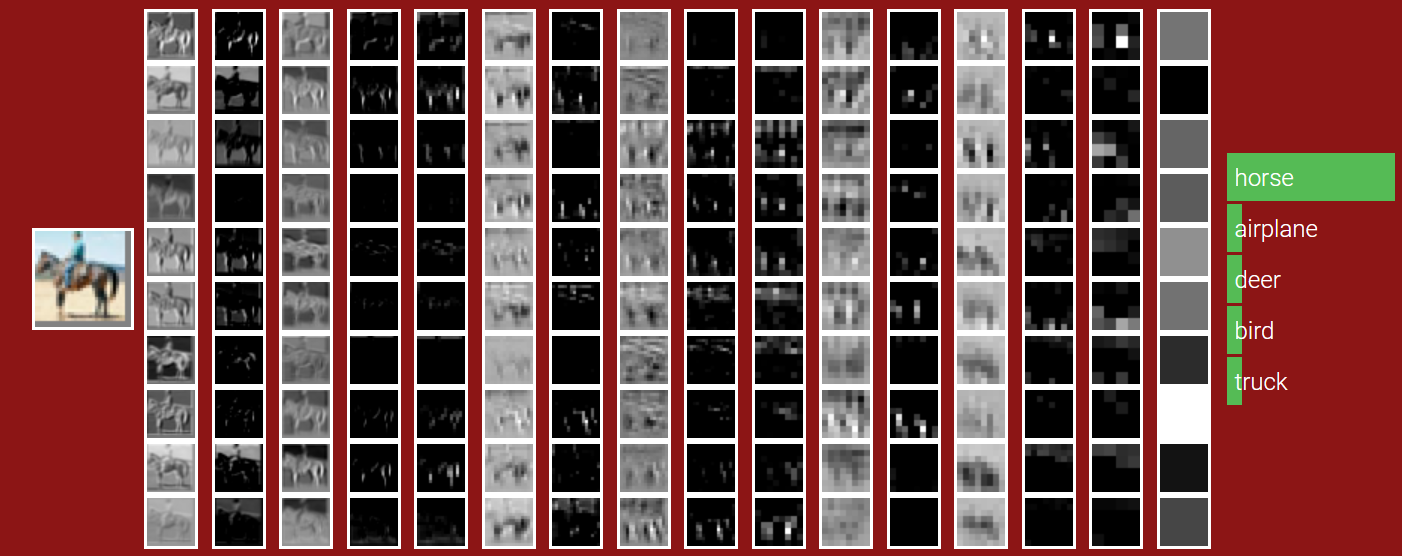 horse
airplane
deer
bird
truck